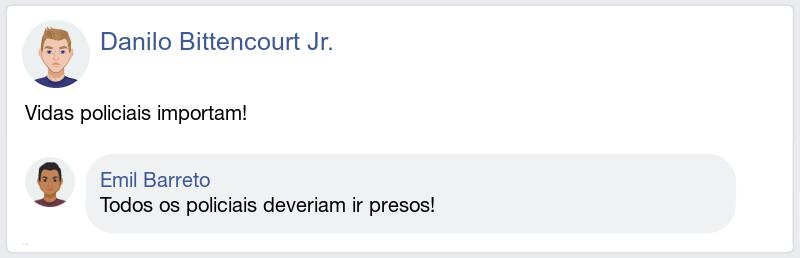 Danilo Bittencourt Jr.
Vidas policiais importam!
Emil Barreto
Todos os policiais deveriam ir presos!